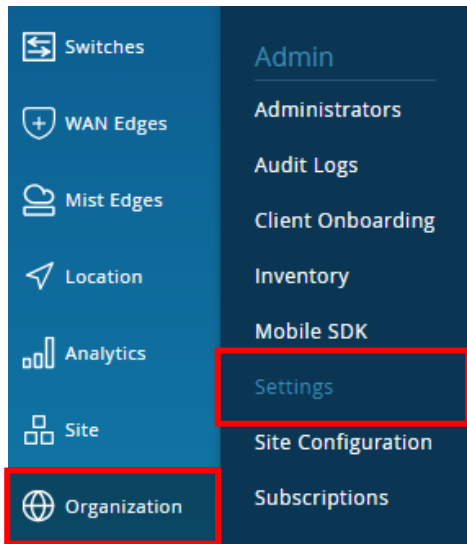 Switches
WAN Edges
Mist Edges
Location
Analytics
Site
Organization
Admin
Administrators
Audit Logs
Client Onboarding
Inventory
Mobile SDK
Settings
Site Configuration
Subscriptions